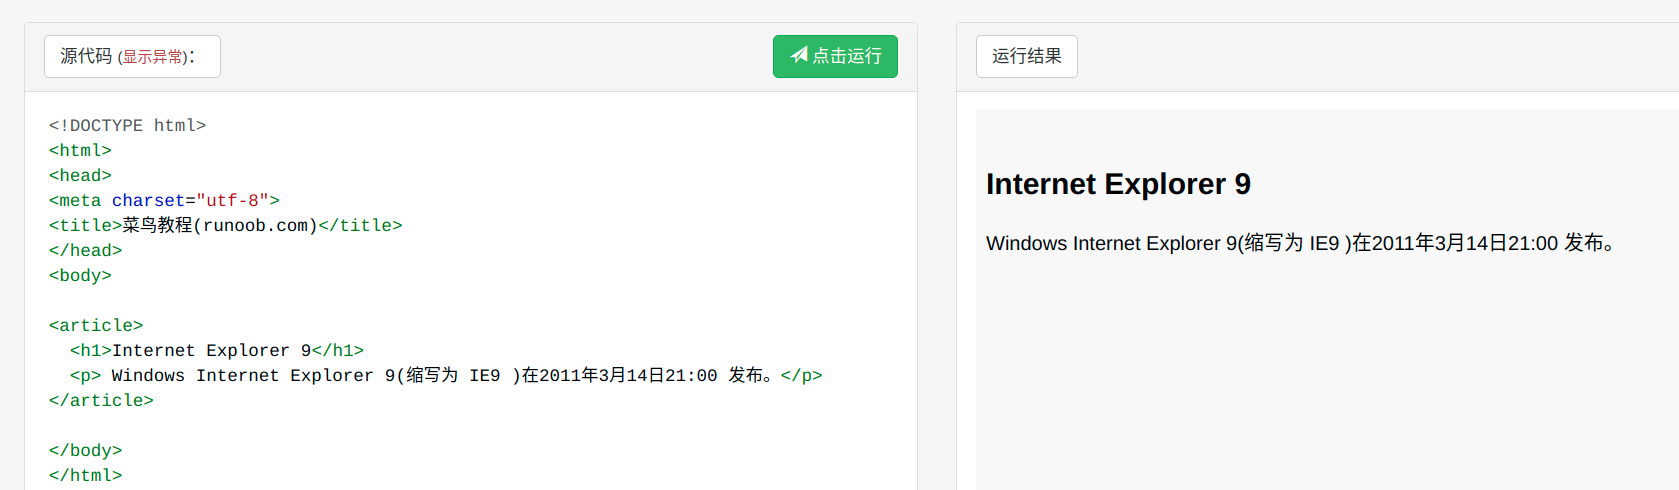 源代码 (显示异常)：
点击运行
<!DOCTYPE html>
<html>
<head>
<meta charset="utf-8">
<title>菜鸟教程(runoob.com)</title>
</head>
<body>
<article>
<h1>Internet Explorer 9</h1>
<p> Windows Internet Explorer 9(缩写为 IE9 )在2011年3月14日21:00 发布。</p>
</article>
</body>
</html>
运行结果
Internet Explorer 9
Windows Internet Explorer 9(缩写为 IE9 )在2011年3月14日21:00 发布。